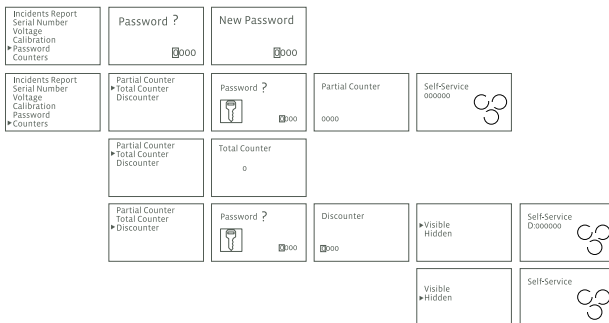 Incidents Report
Serial Number
Voltage
Calibration
▶Password
Counters
Password ?
0000
New Password
0000
Incidents Report
Serial Number
Voltage
Calibration
Password
▶Counters
Partial Counter
▶Total Counter
Discounter
Password ?
0000
Partial Counter
0000
Self-Service
000000
Partial Counter
▶Total Counter
Discounter
Total Counter
0
Partial Counter
Total Counter
▶Discounter
Password ?
0000
Discounter
0000
▶Visible
Hidden
Self-Service
D:000000
Visible
▶Hidden
Self-Service